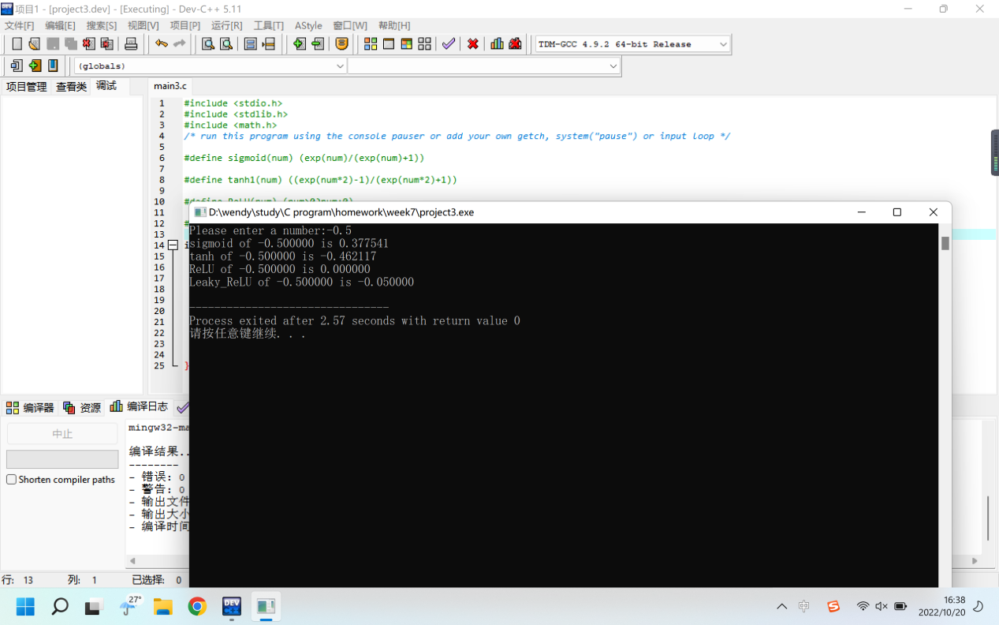 项目1 - [project3.dev] - [Executing] - Dev-C++ 5.11
文件[F] 编辑[E] 搜索[S] 视图[V] 项目[P] 运行[R] 工具[T] AStyle 窗口[W] 帮助[H]
TDM-GCC 4.9.2 64-bit Release
(globals)
项目管理 查看类 调试 main3.c
1 #include <stdio.h>
2 #include <stdlib.h>
3 #include <math.h>
4 /* run this program using the console pauser or add your own getch, system("pause") or input loop */
5
6 #define sigmoid(num) (exp(num)/(exp(num)+1))
7
8 #define tanh1(num) ((exp(num*2)-1)/(exp(num*2)+1))
9
10 #define ReLU(num) (num>0?num:0)
11
12 #
13
14 i
15
16
17
18
19
20
21
22
23
24
25 }
D:\wendy\study\C program\homework\week7\project3.exe
Please enter a number:-0.5
sigmoid of -0.500000 is 0.377541
tanh of -0.500000 is -0.462117
ReLU of -0.500000 is 0.000000
Leaky_ReLU of -0.500000 is -0.050000
--------------------------------
Process exited after 2.57 seconds with return value 0
请按任意键继续. . .
编译器 资源 编译日志
中止
Shorten compiler paths
mingw32-ma
编译结果..
--------
- 错误: 0
- 警告: 0
- 输出文件
- 输出大小
- 编译时间
行: 13 列: 1 已选择: 0
27°
DEV
中
16:38
2022/10/20